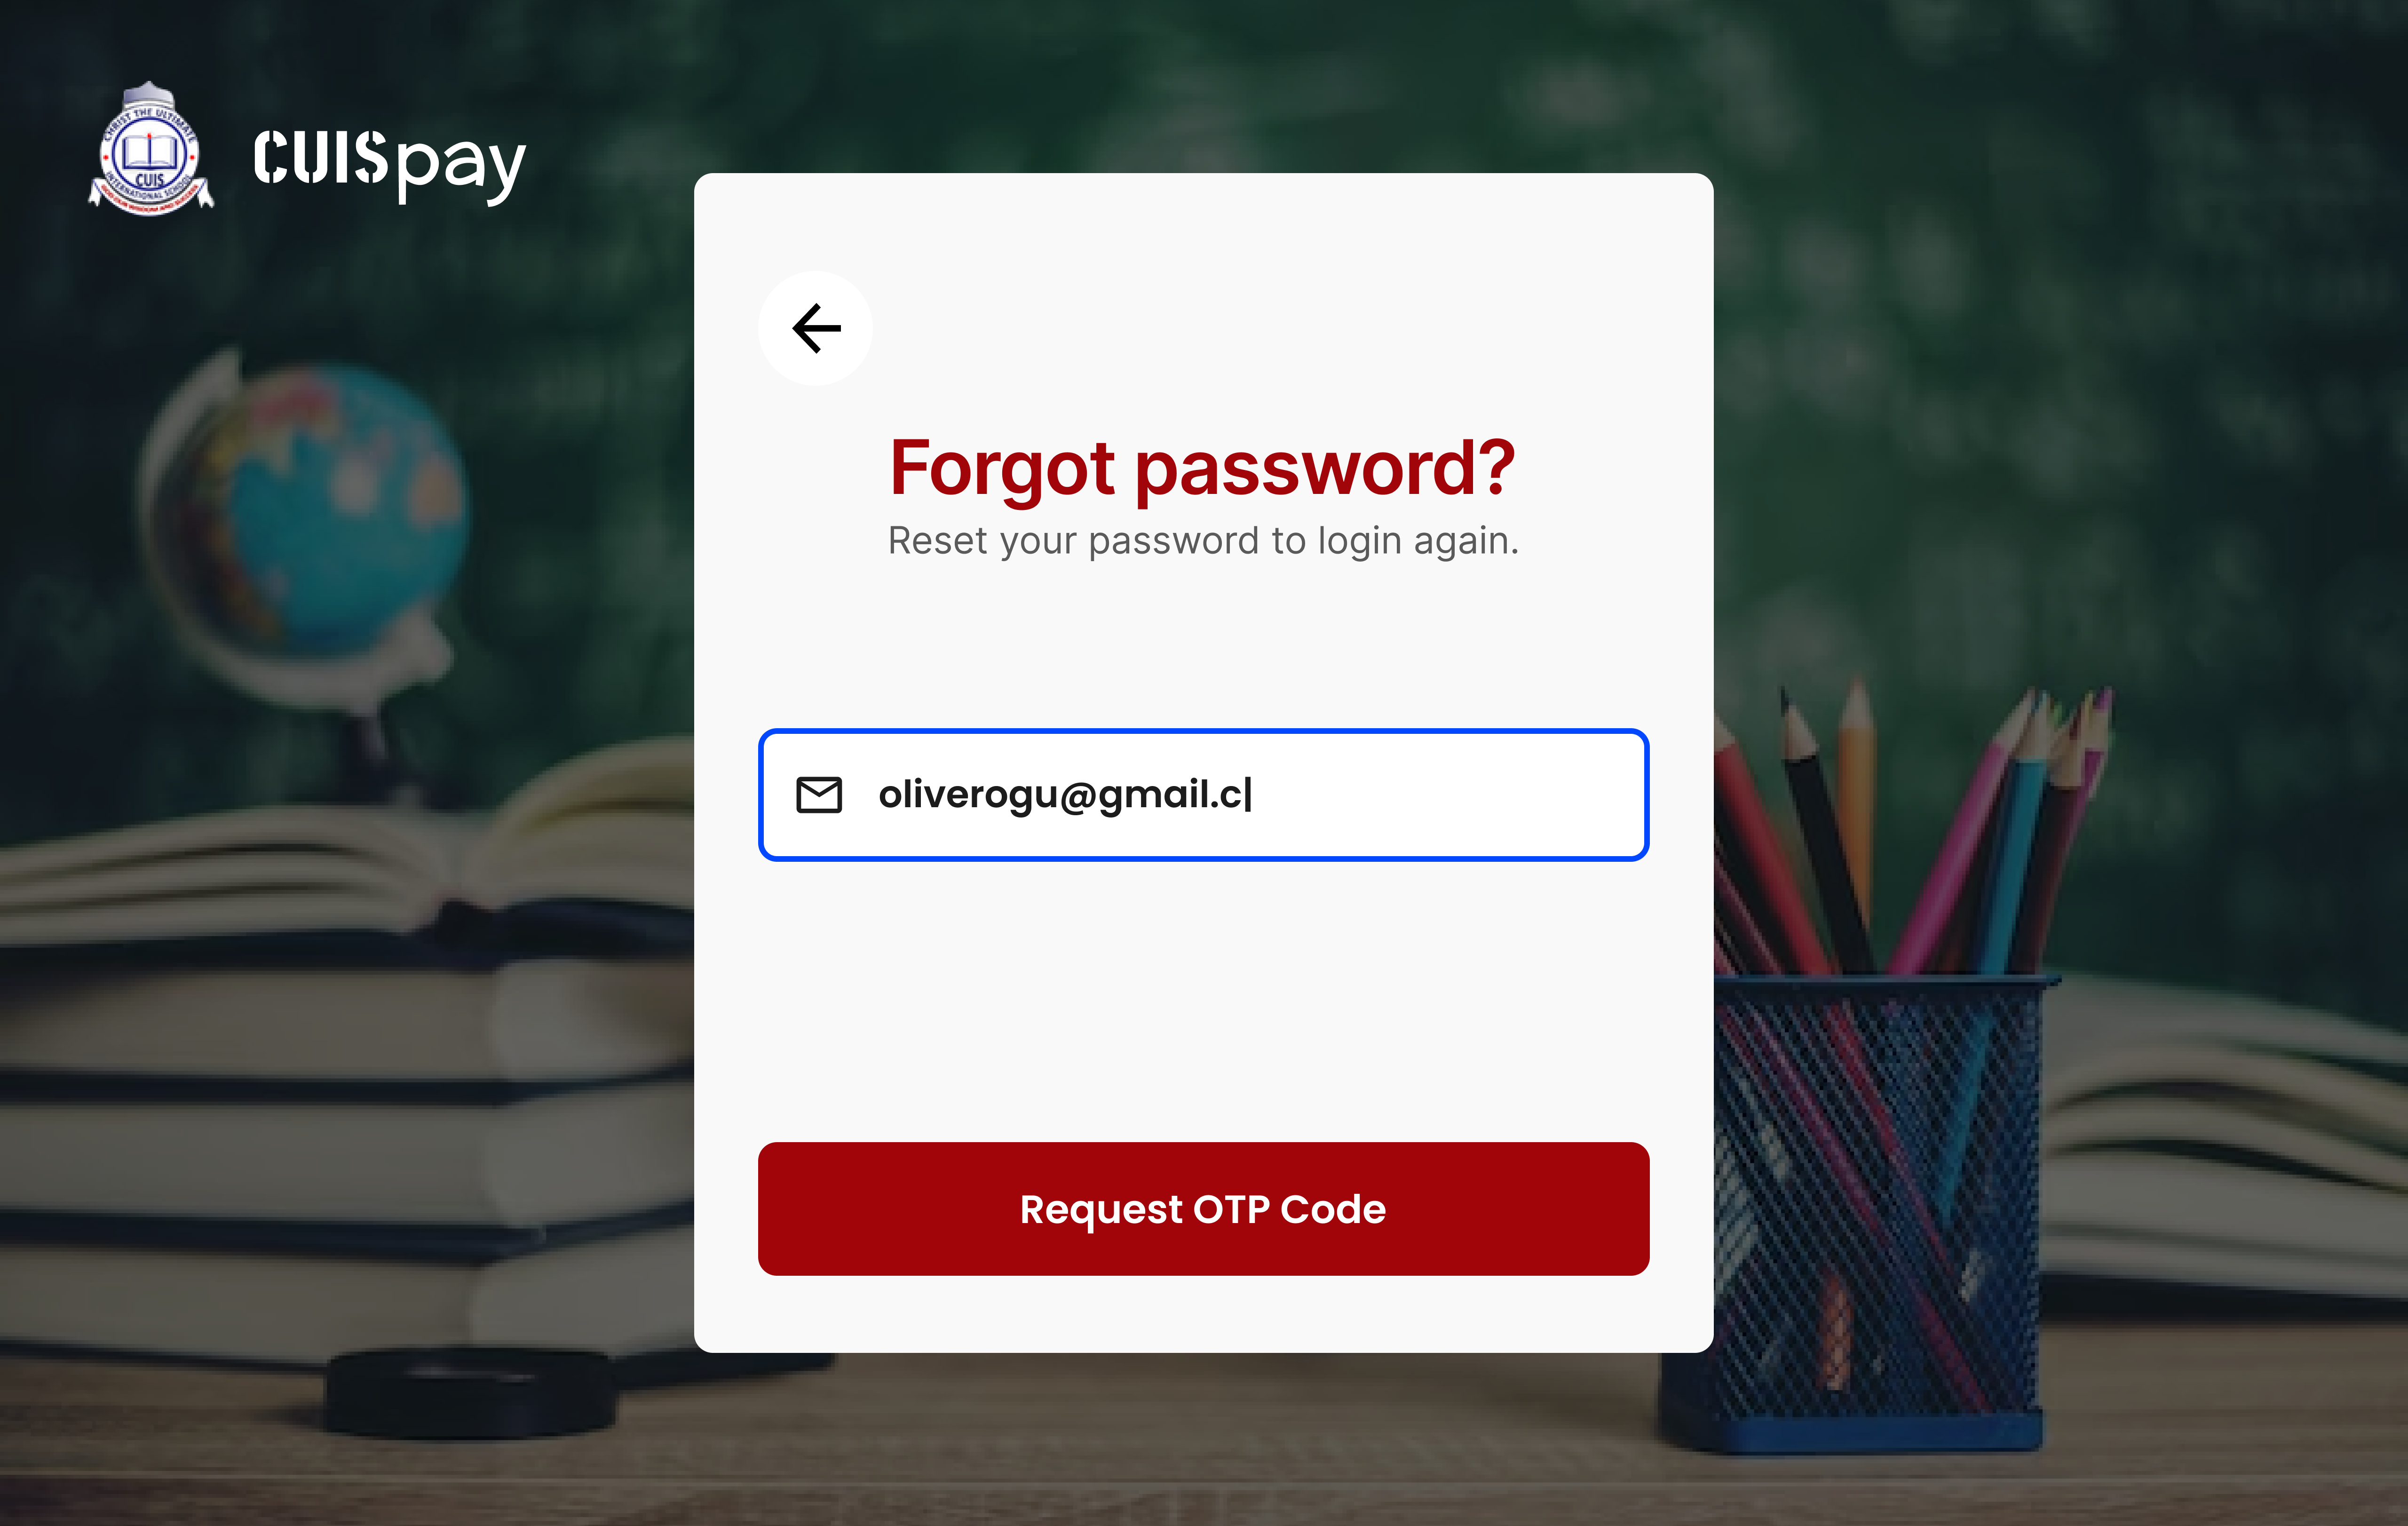 CHRIST THE ULTIMATE
CUIS
INTERNATIONAL SCHOOL
CUISpay
Forgot password?
Reset your password to login again.
oliverogu@gmail.c
Request OTP Code